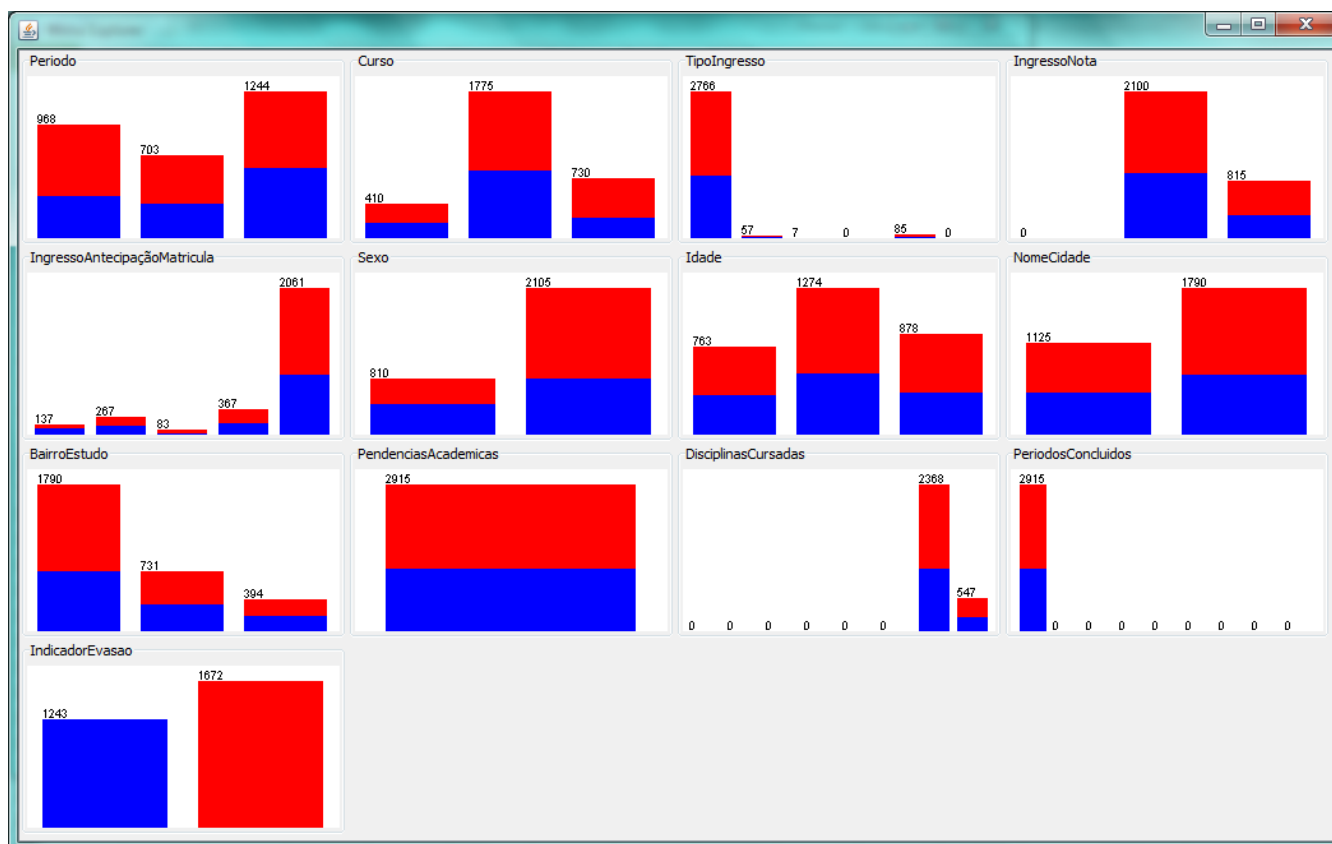 Periodo
968
703
1244
Curso
410
1775
730
TipoIngresso
2766
57
7
0
85
0
IngressoNota
0
2100
815
IngressoAntecipaçãoMatricula
137
267
83
367
2061
Sexo
810
2105
Idade
763
1274
878
NomeCidade
1125
1790
BairroEstudo
1790
731
394
PendenciasAcademicas
2915
DisciplinasCursadas
0 0 0 0 0 0
2368
547
PeriodosConcluidos
2915
0 0 0 0 0 0 0 0
IndicadorEvasao
1243
1672